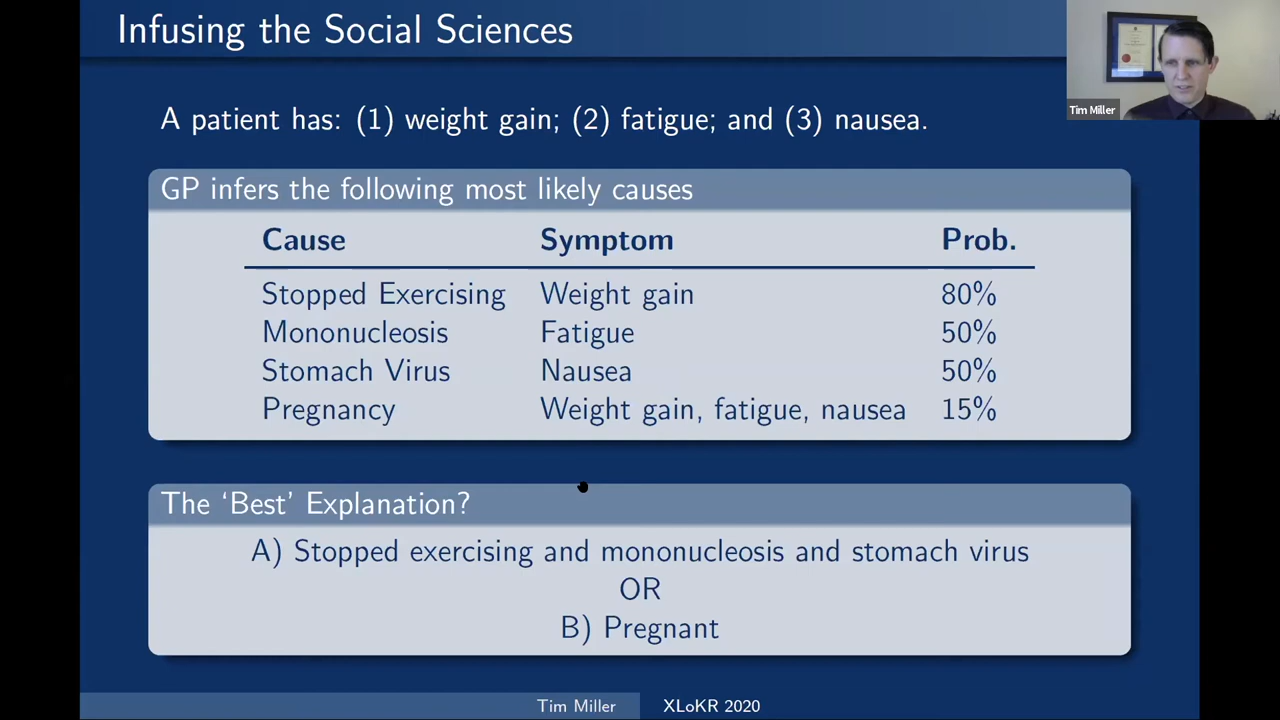 Infusing the Social Sciences
Tim Miller
A patient has: (1) weight gain; (2) fatigue; and (3) nausea.
GP infers the following most likely causes
Cause Symptom Prob.
Stopped Exercising Weight gain 80%
Mononucleosis Fatigue 50%
Stomach Virus Nausea 50%
Pregnancy Weight gain, fatigue, nausea 15%
The ‘Best’ Explanation?
A) Stopped exercising and mononucleosis and stomach virus
OR
B) Pregnant
Tim Miller XLoKR 2020